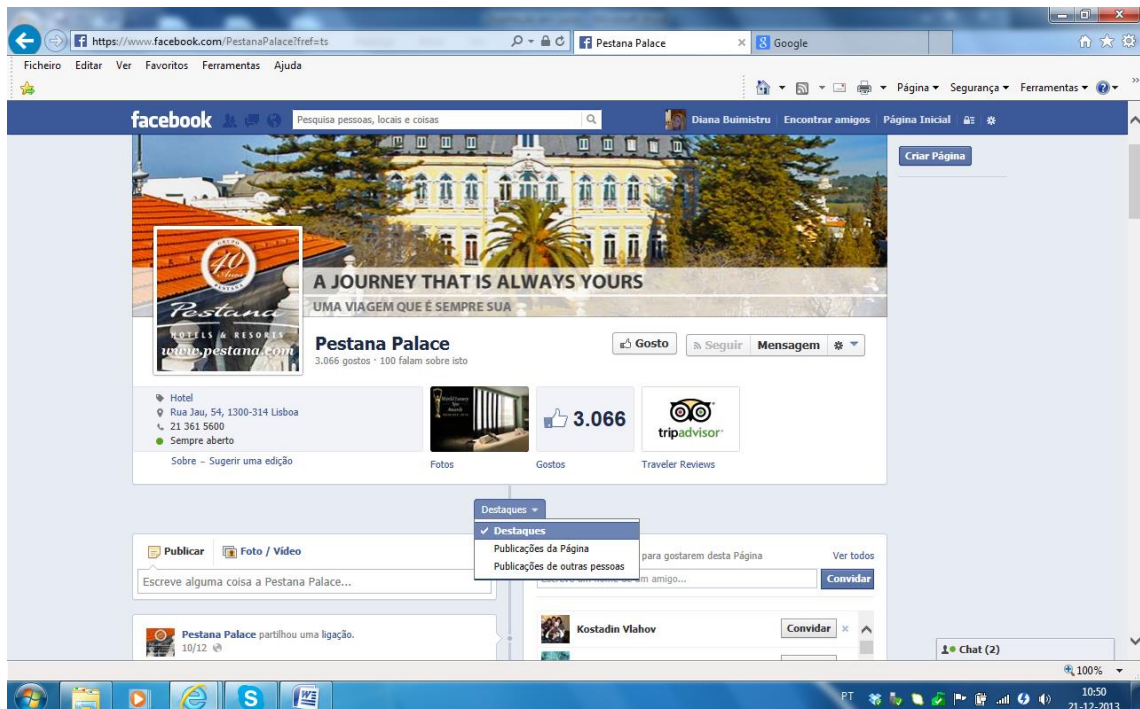 https://www.facebook.com/PestanaPalace?fref=ts
Pestana Palace
Google
Ficheiro Editar Ver Favoritos Ferramentas Ajuda
Página Segurança Ferramentas
facebook
Pesquisa pessoas, locais e coisas
Diana Buimistru Encontrar amigos Página Inicial
Criar Página
GRUPO
40
Anos
PESTANA
Pestana
HOTELS & RESORTS
www.pestana.com
A JOURNEY THAT IS ALWAYS YOURS
UMA VIAGEM QUE É SEMPRE SUA
Pestana Palace
3.066 gostos · 100 falam sobre isto
Gosto Seguir Mensagem
Hotel
Rua Jau, 54, 1300-314 Lisboa
21 361 5600
Sempre aberto
Sobre – Sugerir uma edição
3.066
tripadvisor
Fotos Gostos Traveler Reviews
Destaques
Destaques
Publicações da Página
Publicações de outras pessoas
Publicar Foto / Vídeo
Escreve alguma coisa a Pestana Palace...
para gostarem desta Página Ver todos
um amigo... Convidar
Pestana Palace partilhou uma ligação.
10/12
Kostadin Vlahov Convidar
Chat (2)
100%
PT
10:50
21-12-2013